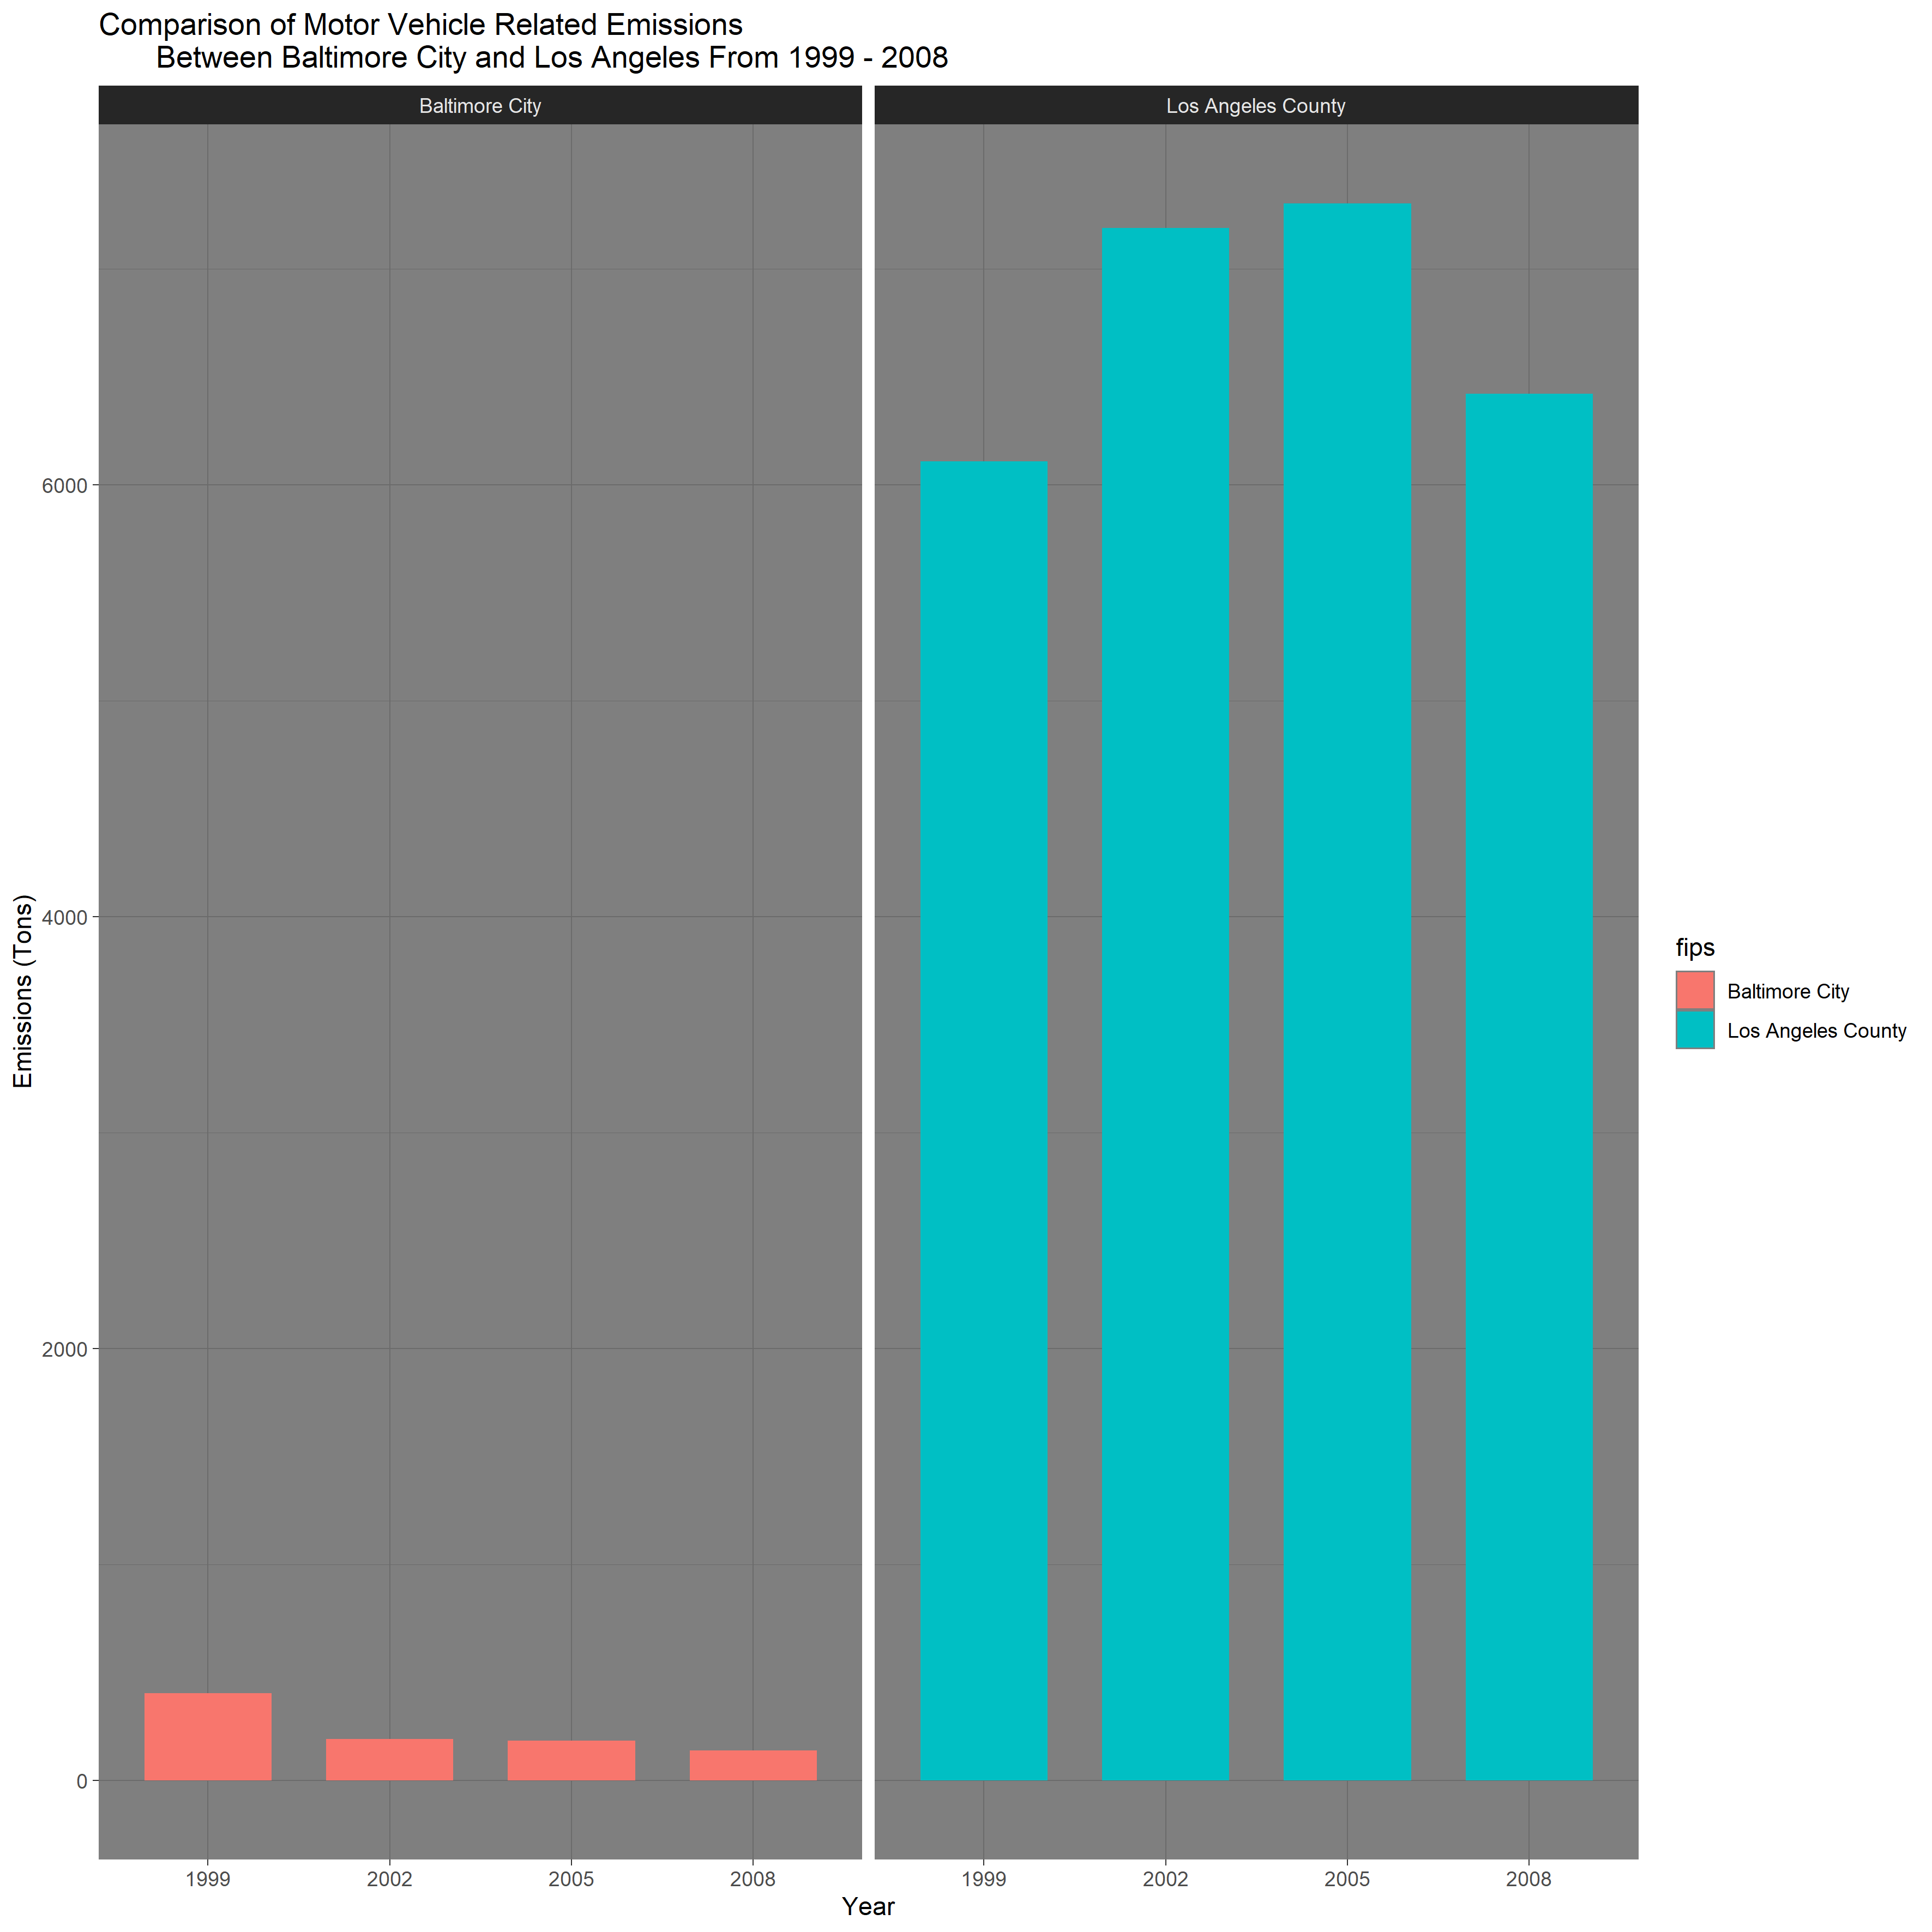 Comparison of Motor Vehicle Related Emissions
Between Baltimore City and Los Angeles From 1999 - 2008
Baltimore City
Los Angeles County
Emissions (Tons)
6000
4000
2000
0
1999 2002 2005 2008
1999 2002 2005 2008
Year
fips
Baltimore City
Los Angeles County